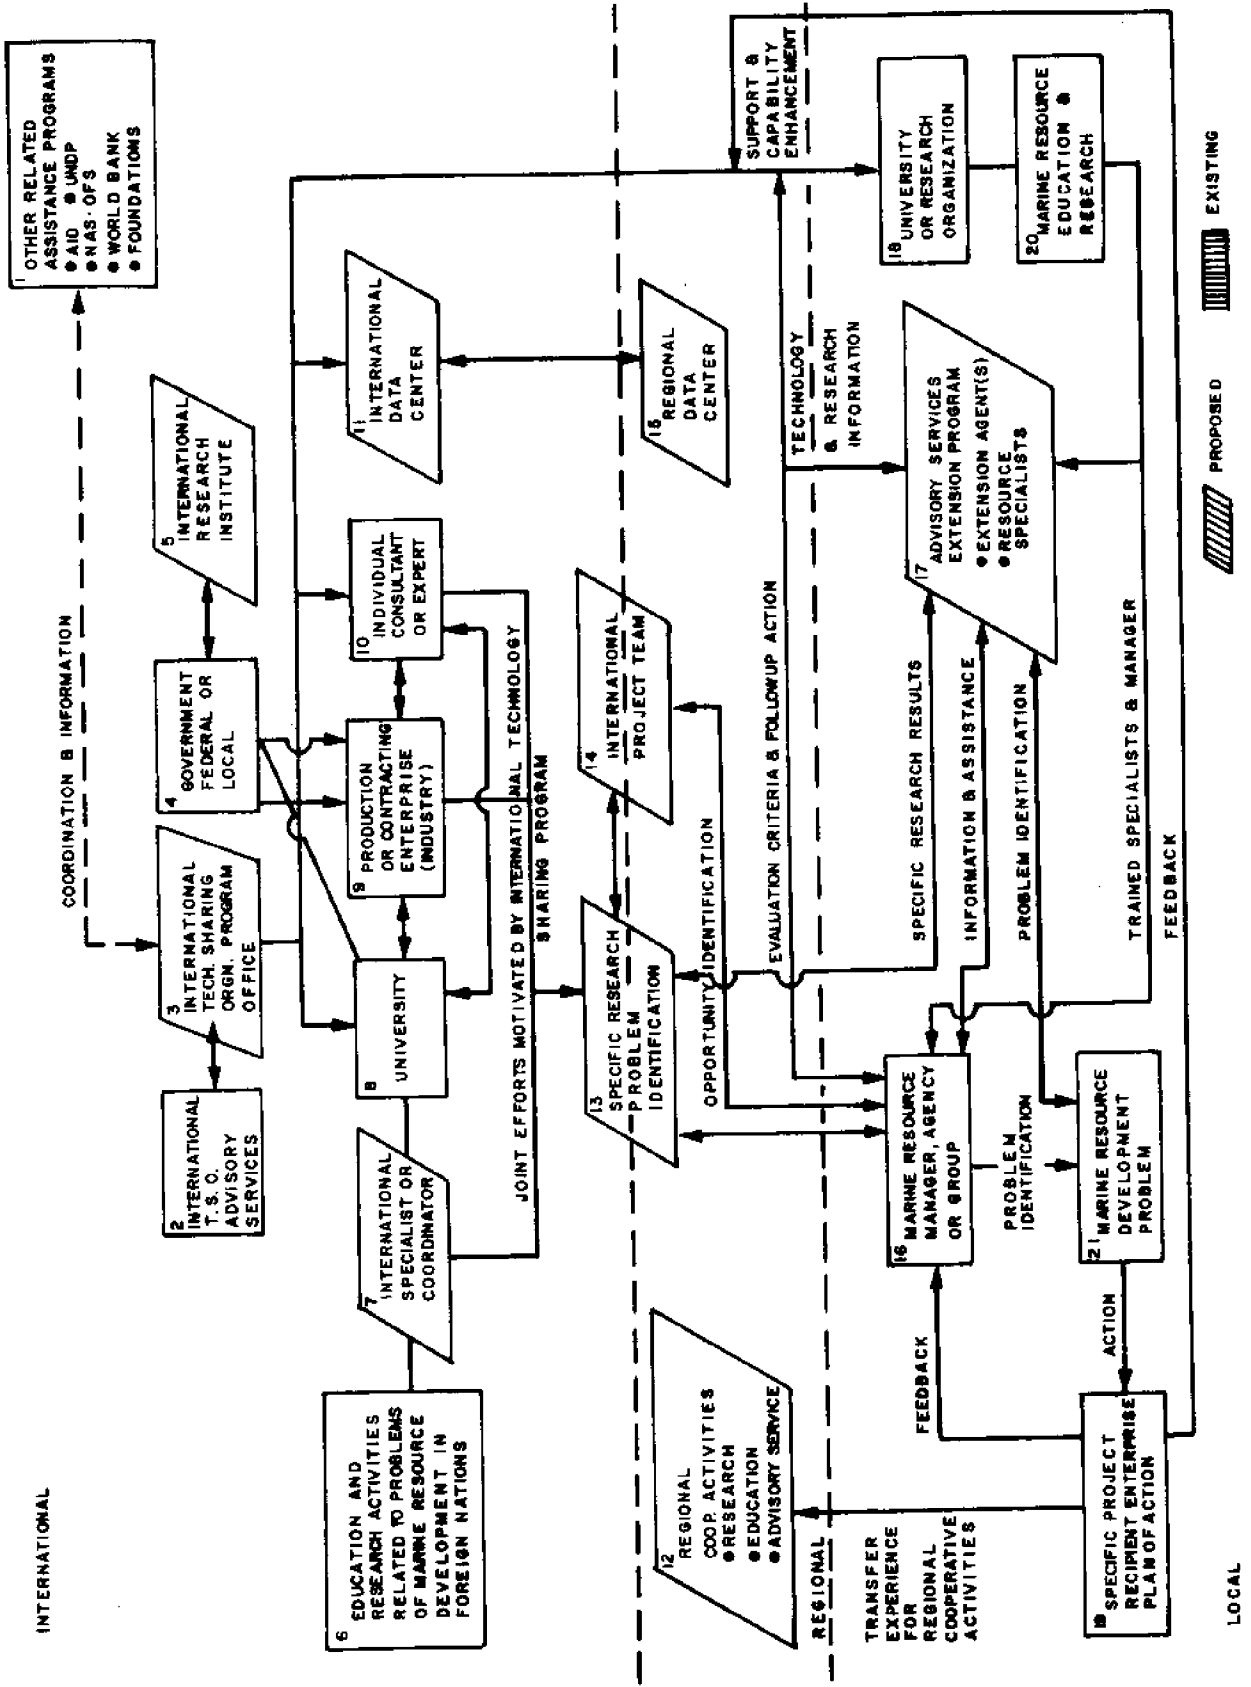 INTERNATIONAL
1 OTHER RELATED
ASSISTANCE PROGRAMS
● AID ● UNDP
● NAS-OFS
● WORLD BANK
● FOUNDATIONS
COORDINATION & INFORMATION
2 INTERNATIONAL
T. S. O.
ADVISORY
SERVICES
3 INTERNATIONAL
TECH. SHARING
ORGN. PROGRAM
OFFICE
4 GOVERNMENT
FEDERAL OR
LOCAL
5 INTERNATIONAL
RESEARCH
INSTITUTE
6 EDUCATION AND
RESEARCH ACTIVITIES
RELATED TO PROBLEMS
OF MARINE RESOURCE
DEVELOPMENT IN
FOREIGN NATIONS
7 INTERNATIONAL
SPECIALIST OR
COORDINATOR
8 UNIVERSITY
9 PRODUCTION
OR CONTRACTING
ENTERPRISE
(INDUSTRY)
10 INDIVIDUAL
CONSULTANT
OR EXPERT
11 INTERNATIONAL
DATA
CENTER
JOINT EFFORTS MOTIVATED BY INTERNATIONAL TECHNOLOGY
SHARING PROGRAM
12 REGIONAL
COOP. ACTIVITIES
● RESEARCH
● EDUCATION
● ADVISORY SERVICE
13 SPECIFIC RESEARCH
PROBLEM
IDENTIFICATION
14 INTERNATIONAL
PROJECT TEAM
15 REGIONAL
DATA
CENTER
SUPPORT &
CAPABILITY
ENHANCEMENT
OPPORTUNITY IDENTIFICATION
EVALUATION CRITERIA & FOLLOWUP ACTION
TECHNOLOGY
& RESEARCH
INFORMATION
REGIONAL
TRANSFER
EXPERIENCE
FOR
REGIONAL
COOPERATIVE
ACTIVITIES
FEEDBACK
16 MARINE RESOURCE
MANAGER, AGENCY
OR GROUP
PROBLEM
IDENTIFICATION
SPECIFIC RESEARCH RESULTS
INFORMATION & ASSISTANCE
PROBLEM IDENTIFICATION
17 ADVISORY SERVICES
EXTENSION PROGRAM
● EXTENSION AGENT(S)
● RESOURCE
SPECIALISTS
18 UNIVERSITY
OR RESEARCH
ORGANIZATION
20 MARINE RESOURCE
EDUCATION &
RESEARCH
19 SPECIFIC PROJECT
RECIPIENT ENTERPRISE
PLAN OF ACTION
ACTION
21 MARINE RESOURCE
DEVELOPMENT
PROBLEM
TRAINED SPECIALISTS & MANAGER
FEEDBACK
LOCAL
PROPOSED
EXISTING